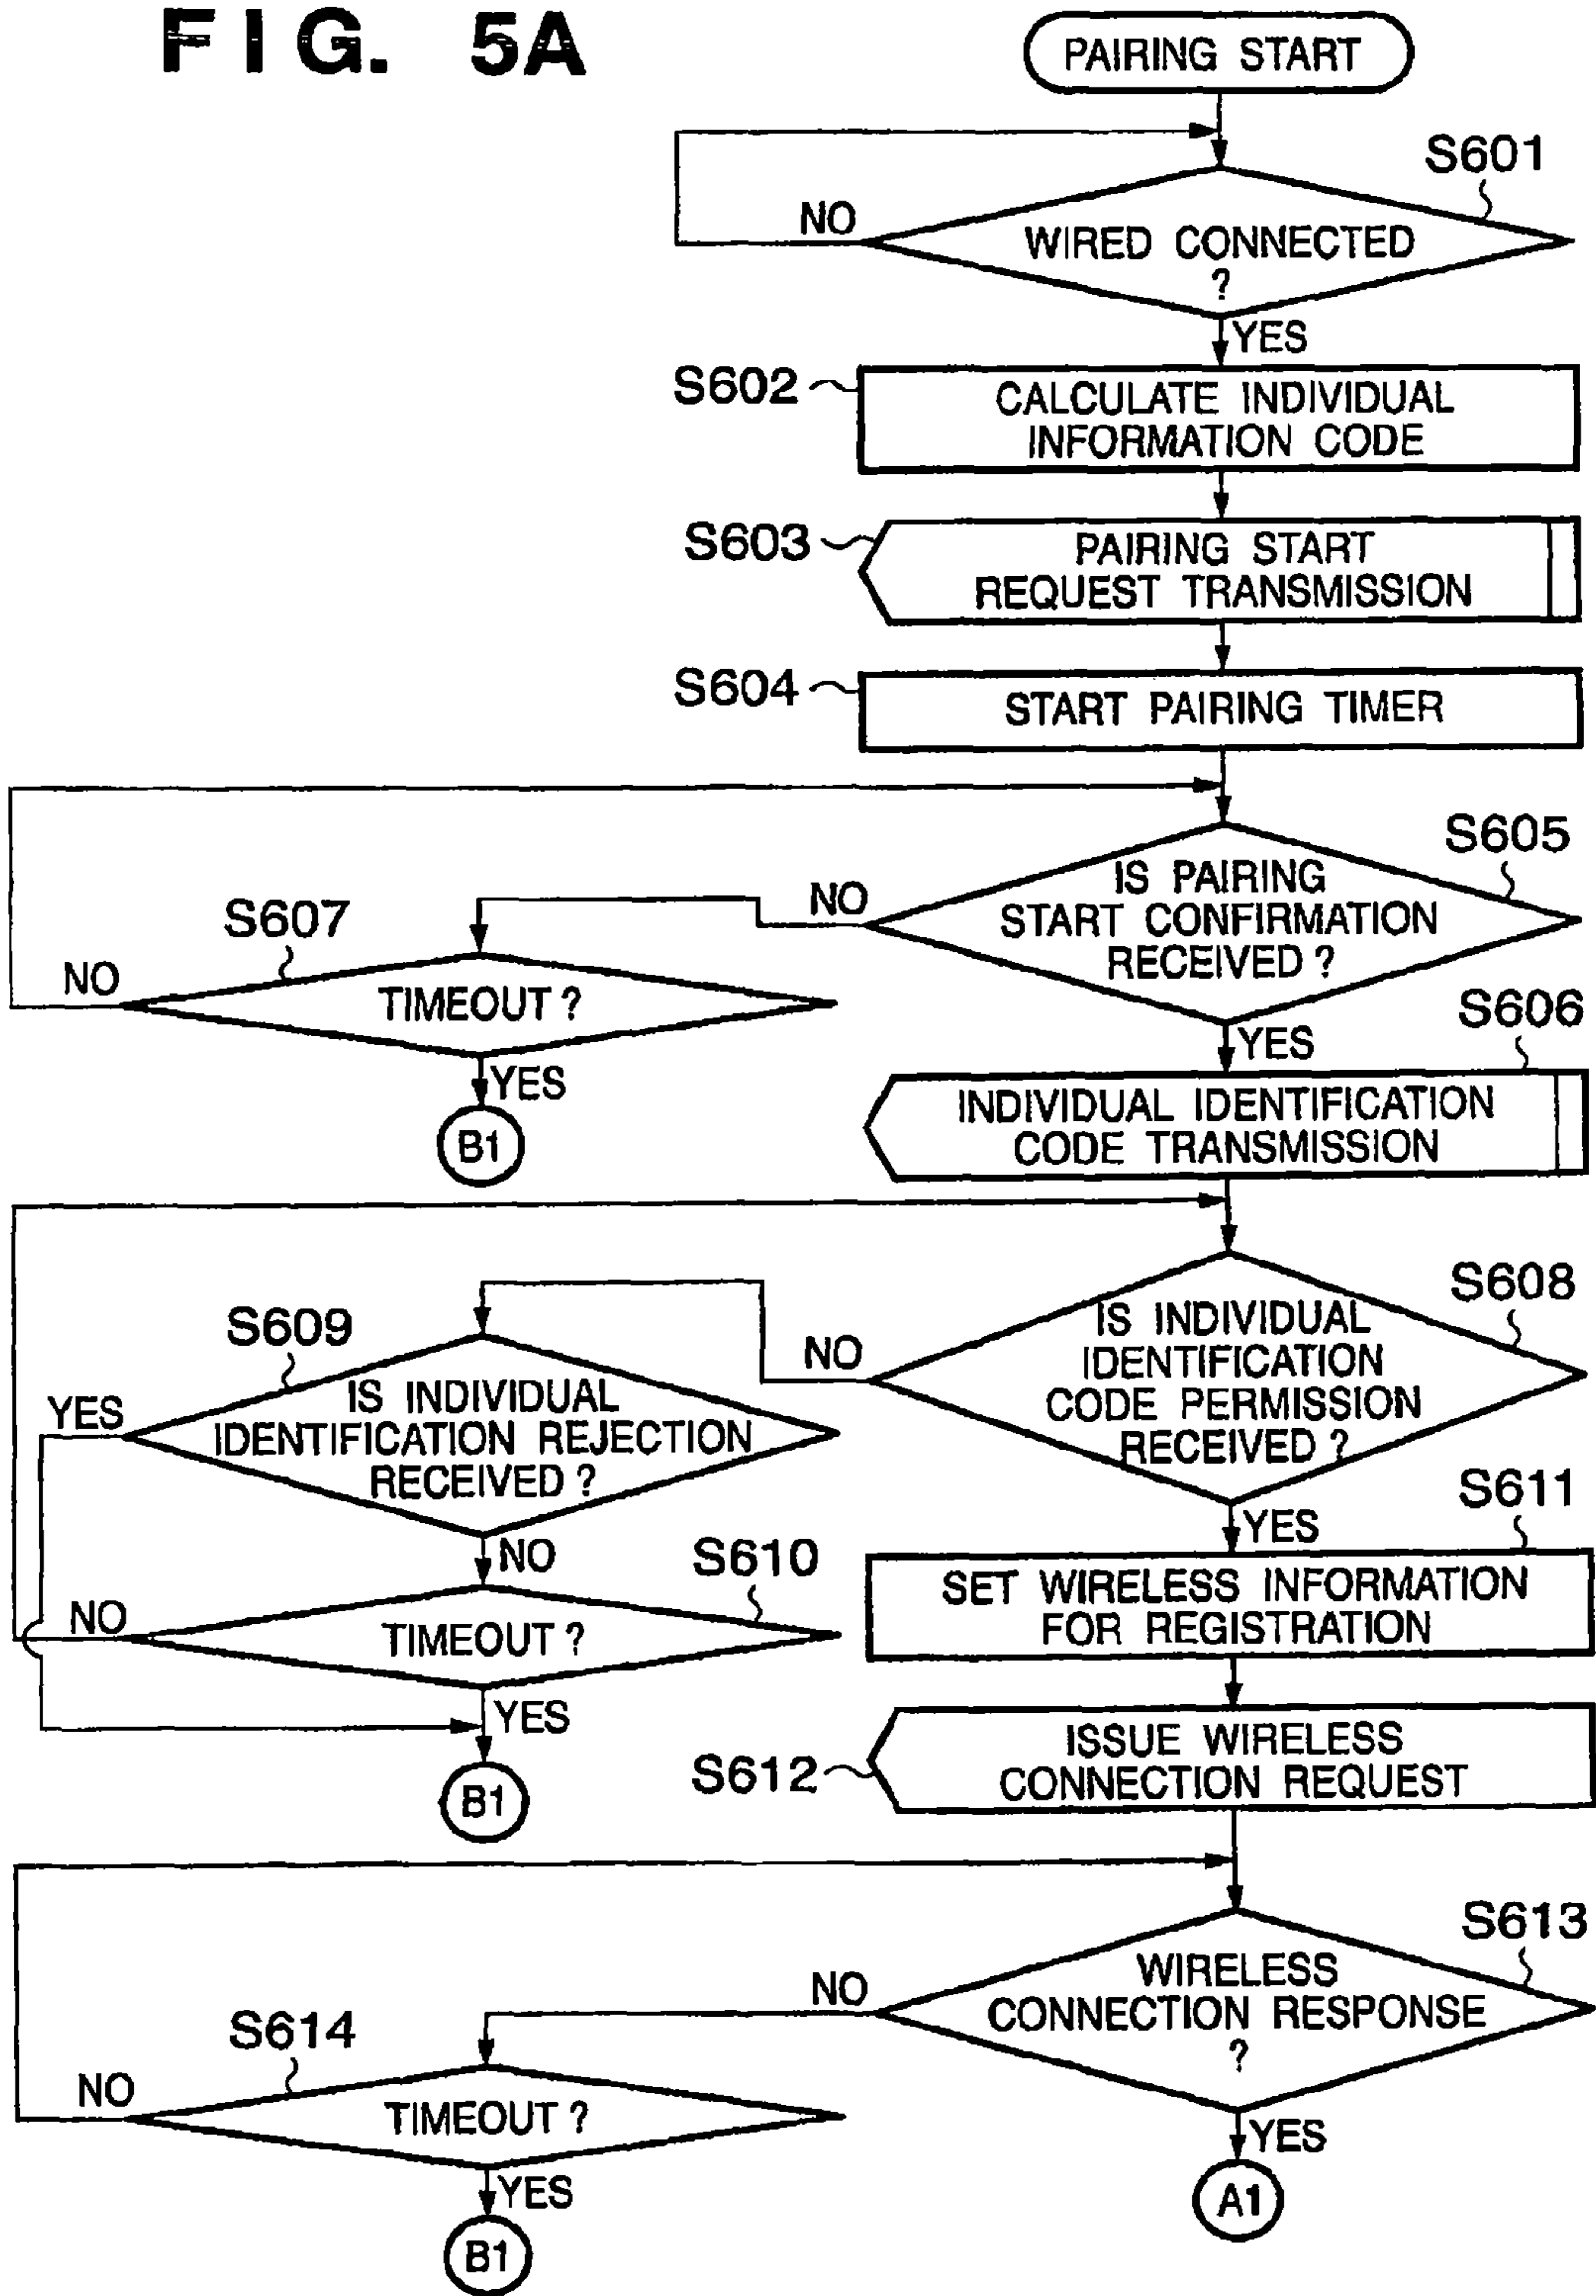 FIG. 5A
PAIRING START
S601
NO
WIRED CONNECTED
?
YES
S602
CALCULATE INDIVIDUAL
INFORMATION CODE
S603
PAIRING START
REQUEST TRANSMISSION
S604
START PAIRING TIMER
S605
IS PAIRING
START CONFIRMATION
RECEIVED ?
NO
S607
NO
TIMEOUT ?
YES
B1
YES
S606
INDIVIDUAL IDENTIFICATION
CODE TRANSMISSION
S608
IS INDIVIDUAL
IDENTIFICATION
CODE PERMISSION
RECEIVED ?
NO
S609
YES
IS INDIVIDUAL
IDENTIFICATION REJECTION
RECEIVED ?
NO
S610
NO
TIMEOUT ?
YES
B1
YES
S611
SET WIRELESS INFORMATION
FOR REGISTRATION
S612
ISSUE WIRELESS
CONNECTION REQUEST
S613
WIRELESS
CONNECTION RESPONSE
?
NO
S614
NO
TIMEOUT ?
YES
B1
YES
A1